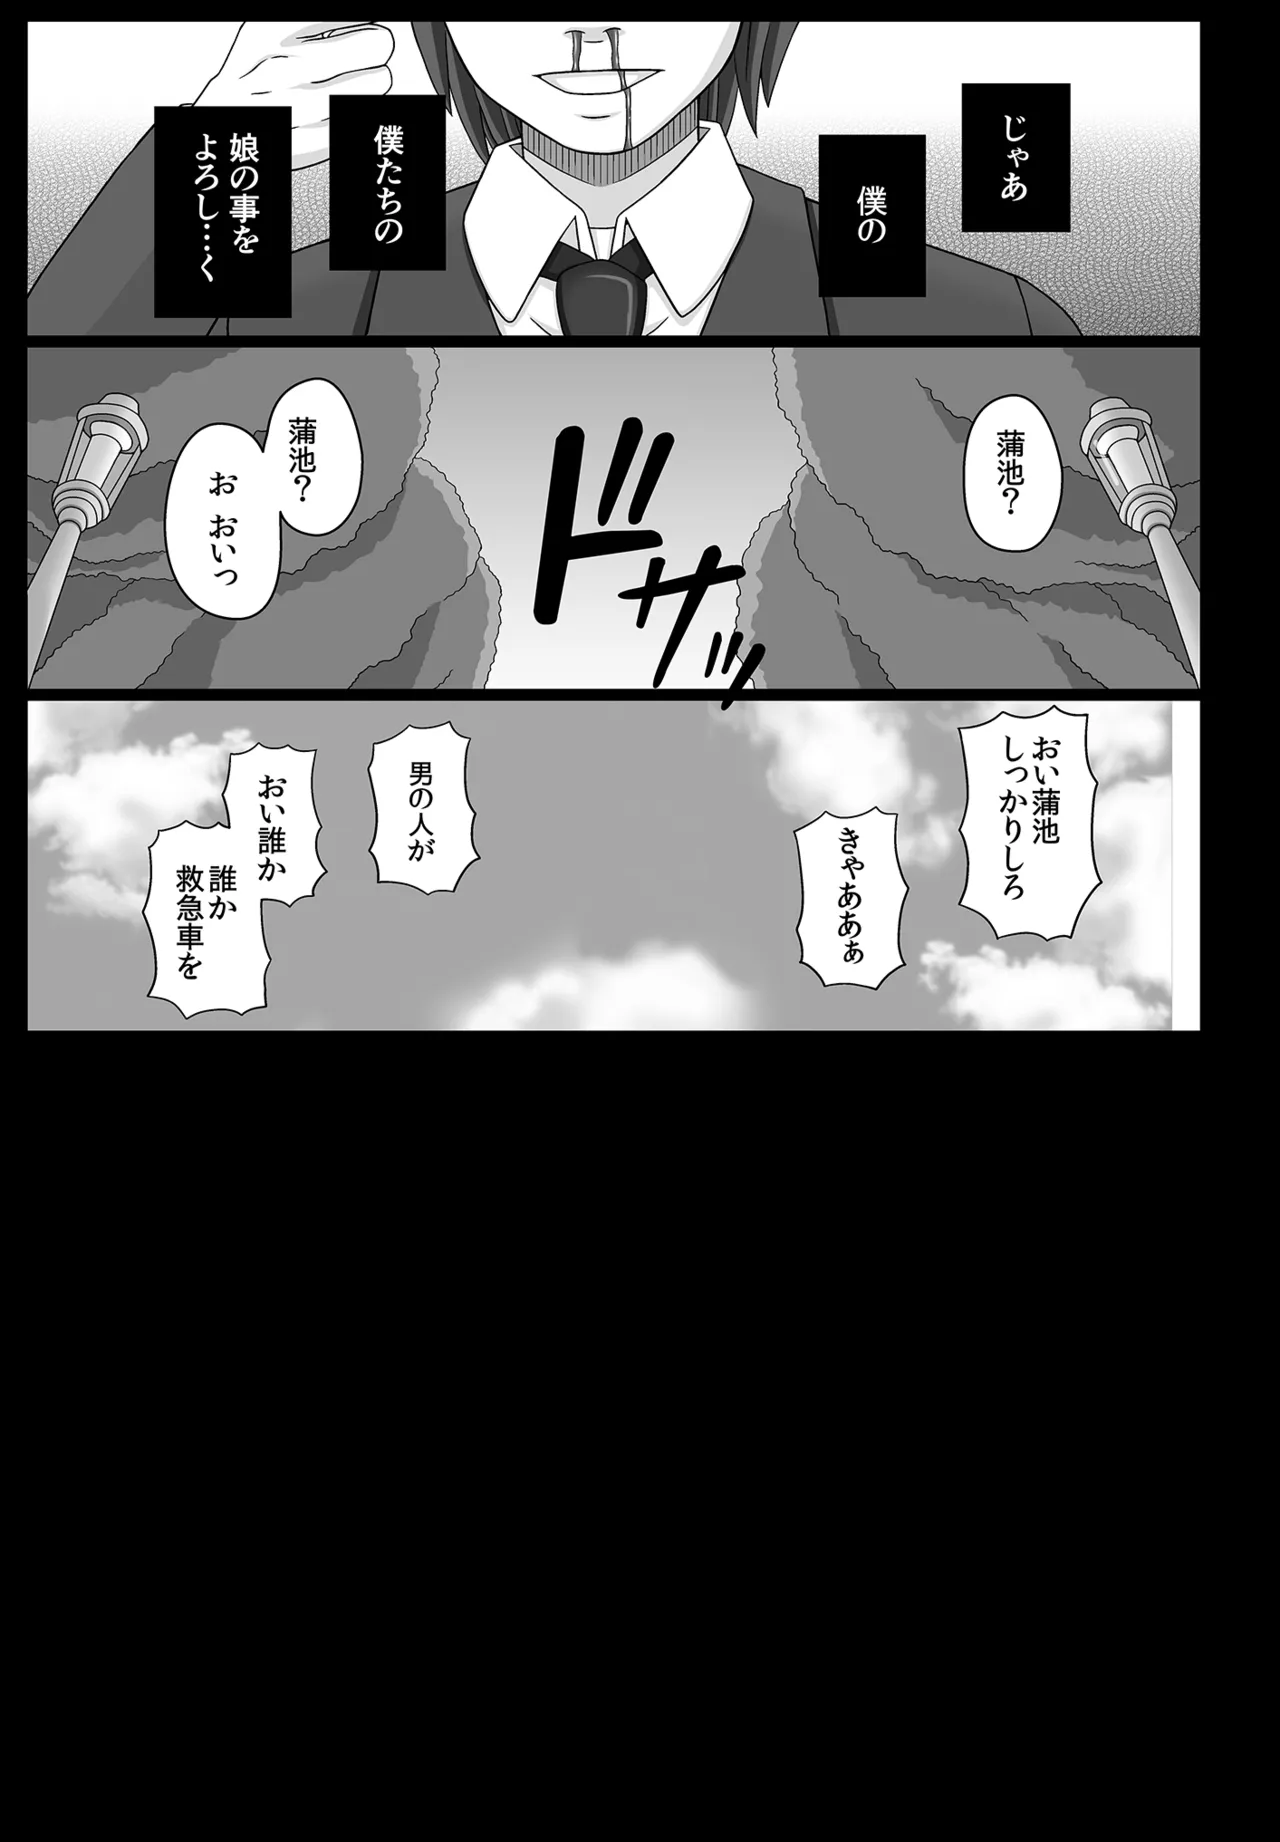 じゃあ
僕の
僕たちの
娘の事を
よろし…く
蒲池?
ドサッ
蒲池?
お おいっ
おい蒲池
しっかりしろ
きゃああぁ
男の人が
おい誰か
誰か
救急車を